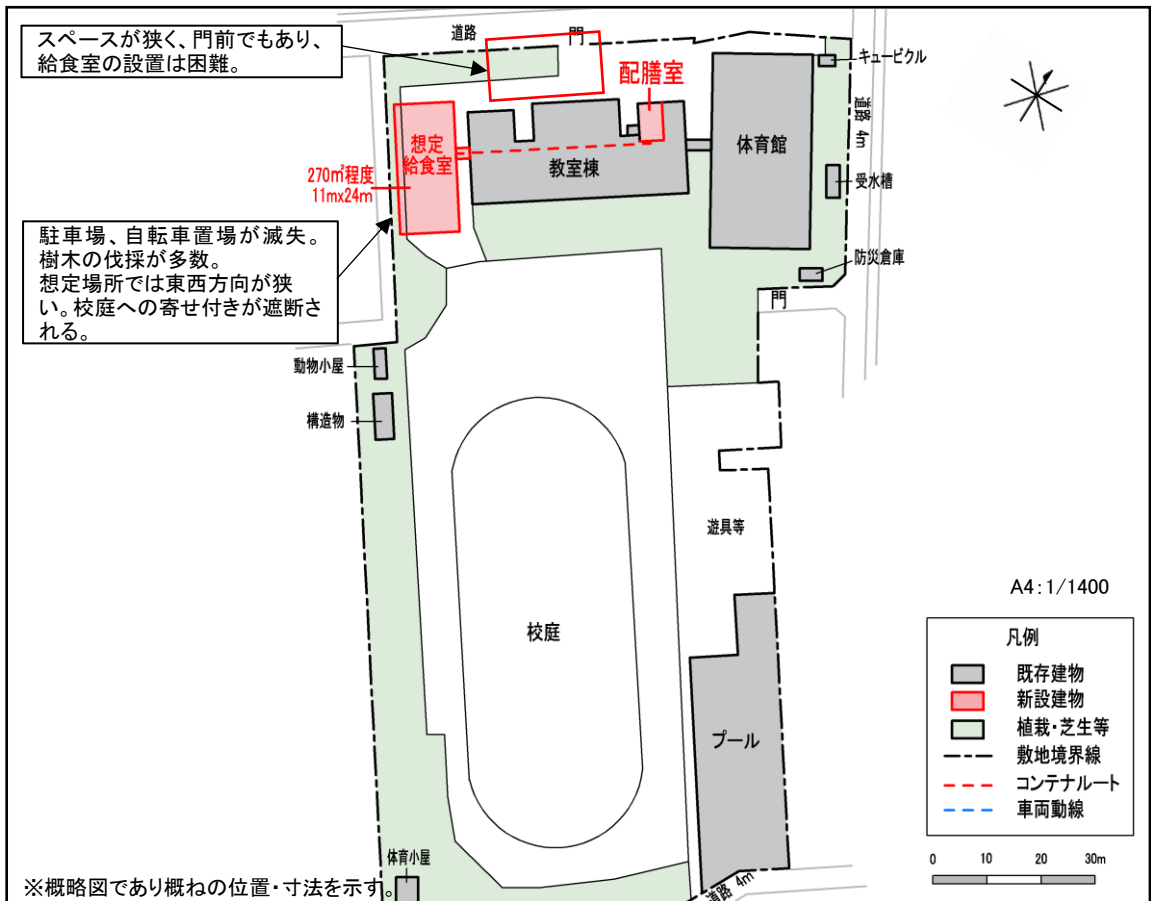 スペースが狭く、門前でもあり、
給食室の設置は困難。
道路
門
キュービクル
配膳室
道路 4m
想定
給食室
教室棟
体育館
270㎡程度
11mx24m
受水槽
駐車場、自転車置場が滅失。
樹木の伐採が多数。
想定場所では東西方向が狭
い。校庭への寄せ付きが遮断さ
れる。
防災倉庫
門
動物小屋
構造物
遊具等
校庭
プール
体育小屋
道路 4m
A4:1/1400
凡例
既存建物
新設建物
植栽・芝生等
敷地境界線
コンテナルート
車両動線
0 10 20 30m
※概略図であり概ねの位置・寸法を示す。